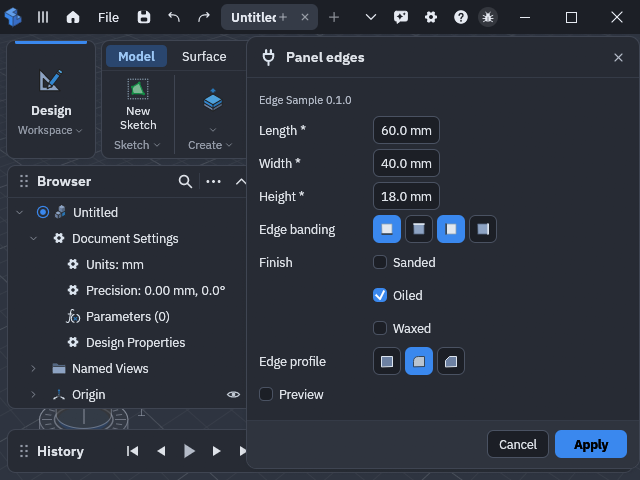 File
Untitled
Model
Surface
Design
Workspace
New
Sketch
Sketch
Create
Browser
Untitled
Document Settings
Units: mm
Precision: 0.00 mm, 0.0°
Parameters (0)
Design Properties
Named Views
Origin
History
Panel edges
Edge Sample 0.1.0
Length * 60.0 mm
Width * 40.0 mm
Height * 18.0 mm
Edge banding
Finish
Sanded
Oiled
Waxed
Edge profile
Preview
Cancel
Apply